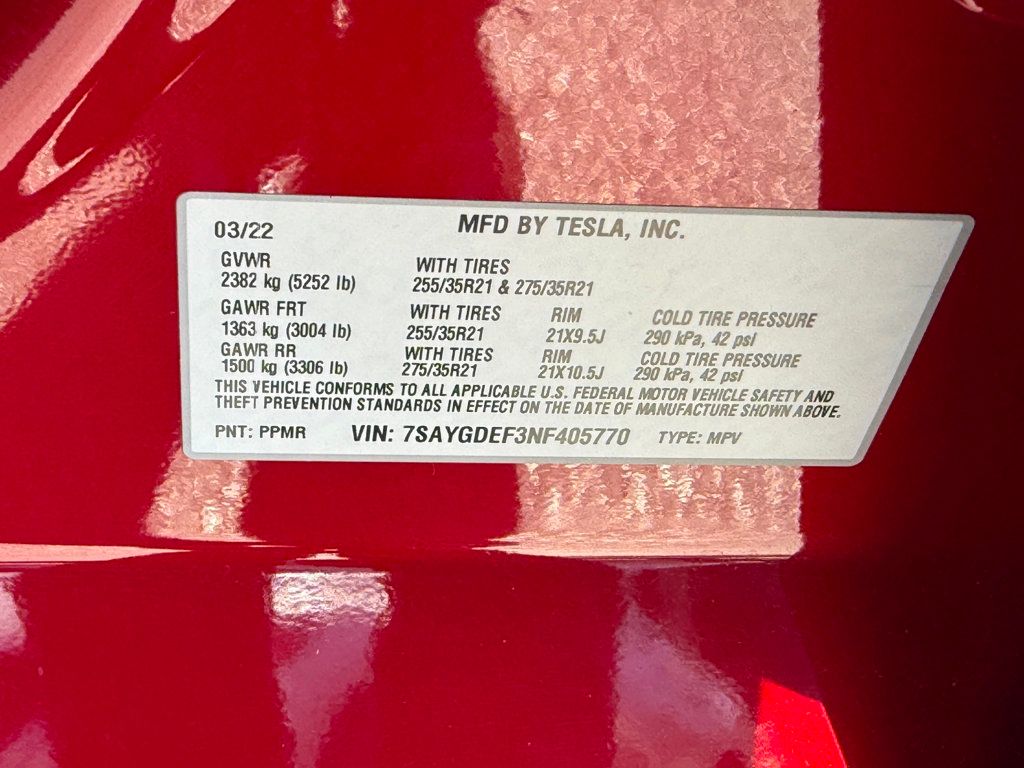 03/22 MFD BY TESLA, INC.
GVWR WITH TIRES
2382 kg (5252 lb) 255/35R21 & 275/35R21
GAWR FRT WITH TIRES RIM COLD TIRE PRESSURE
1363 kg (3004 lb) 255/35R21 21X9.5J 290 kPa, 42 psi
GAWR RR WITH TIRES RIM COLD TIRE PRESSURE
1500 kg (3306 lb) 275/35R21 21X10.5J 290 kPa, 42 psi
THIS VEHICLE CONFORMS TO ALL APPLICABLE U.S. FEDERAL MOTOR VEHICLE SAFETY AND
THEFT PREVENTION STANDARDS IN EFFECT ON THE DATE OF MANUFACTURE SHOWN ABOVE.
PNT: PPMR VIN: 7SAYGDEF3NF405770 TYPE: MPV